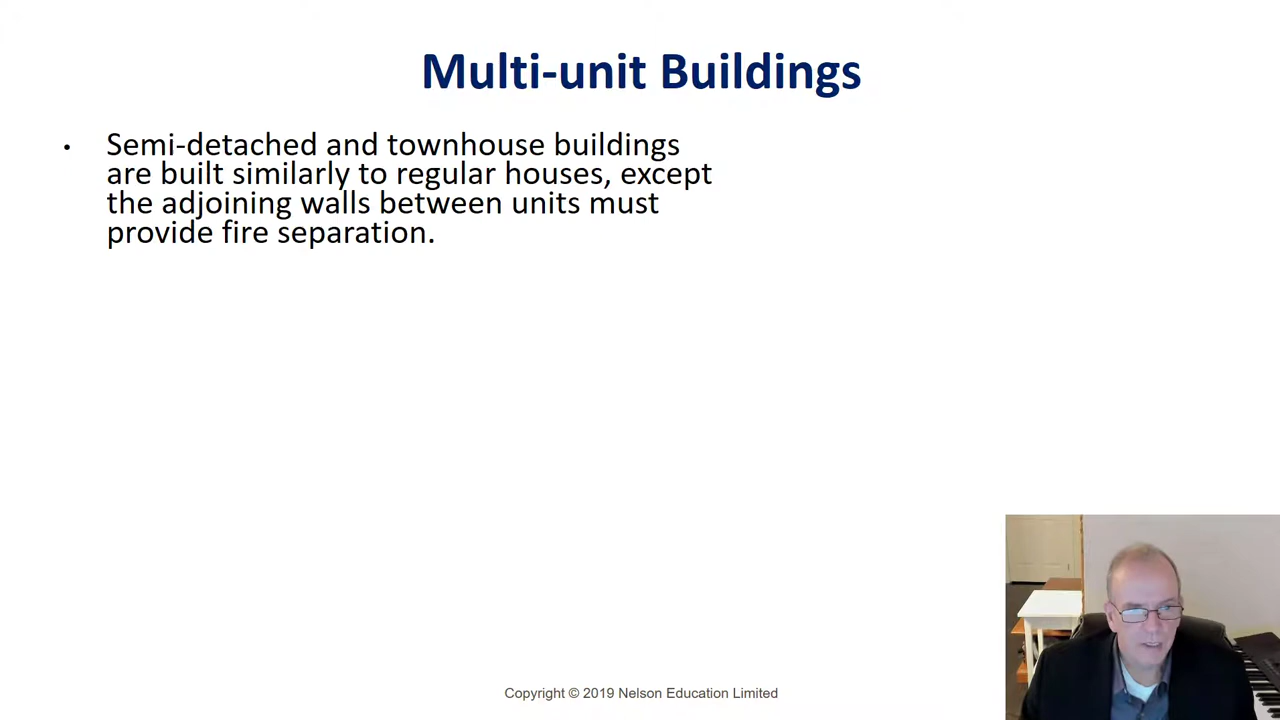 Multi-unit Buildings
• Semi-detached and townhouse buildings
are built similarly to regular houses, except
the adjoining walls between units must
provide fire separation.
Copyright © 2019 Nelson Education Limited